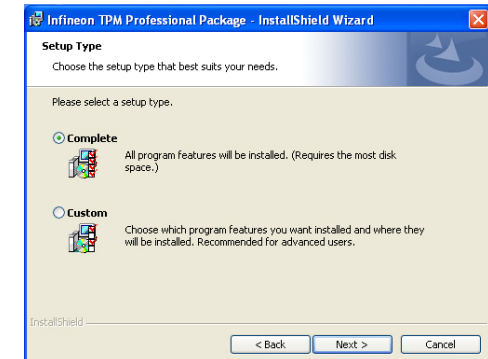 Infineon TPM Professional Package - InstallShield Wizard
Setup Type
Choose the setup type that best suits your needs.
Please select a setup type.
Complete
All program features will be installed. (Requires the most disk
space.)
Custom
Choose which program features you want installed and where they
will be installed. Recommended for advanced users.
InstallShield
< Back Next > Cancel